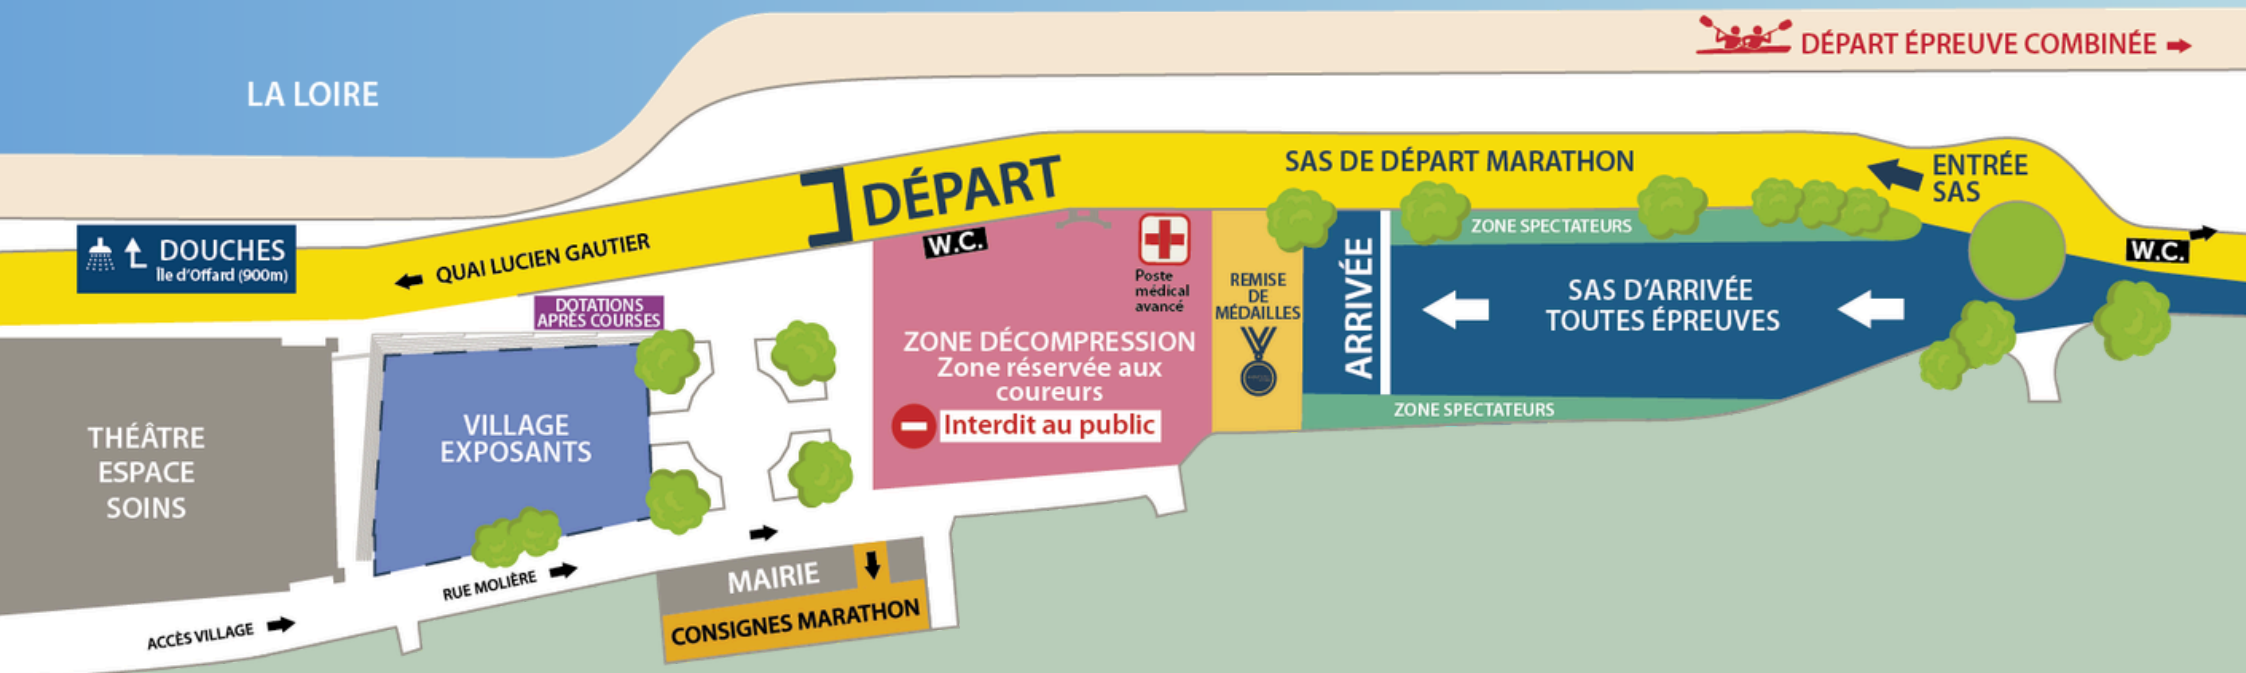 LA LOIRE
DÉPART ÉPREUVE COMBINÉE
SAS DE DÉPART MARATHON
ENTRÉE
SAS
DÉPART
QUAI LUCIEN GAUTIER
DOUCHES
Île d'Offard (900m)
DOTATIONS
APRÈS COURSES
W.C.
Poste
médical
avancé
REMISE
DE
MÉDAILLES
ARRIVÉE
ZONE SPECTATEURS
SAS D'ARRIVÉE
TOUTES ÉPREUVES
W.C.
ZONE DÉCOMPRESSION
Zone réservée aux
coureurs
Interdit au public
ZONE SPECTATEURS
THÉÂTRE
ESPACE
SOINS
VILLAGE
EXPOSANTS
RUE MOLIÈRE
ACCÈS VILLAGE
MAIRIE
CONSIGNES MARATHON